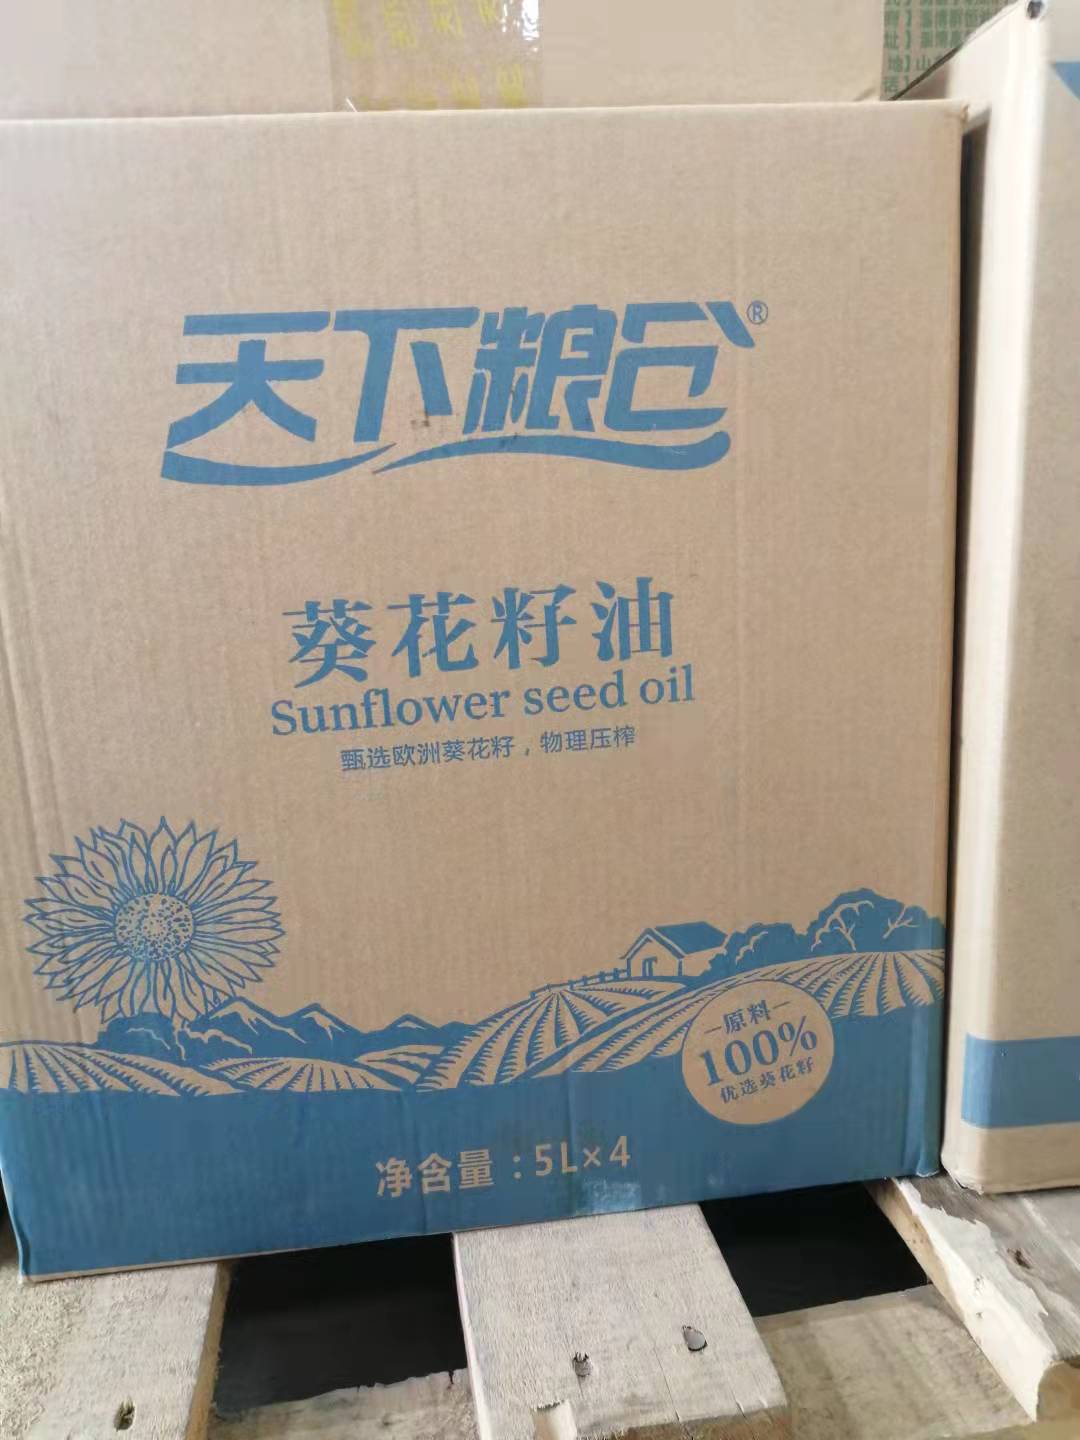 天下粮仓®
葵花籽油
Sunflower seed oil
甄选欧洲葵花籽，物理压榨
原料
100%
优选葵花籽
净含量：5L×4